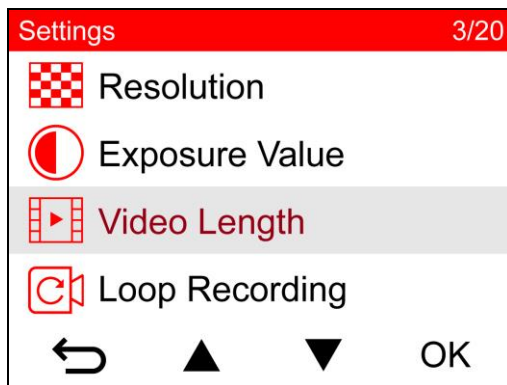 Settings 3/20
Resolution
Exposure Value
Video Length
Loop Recording
OK